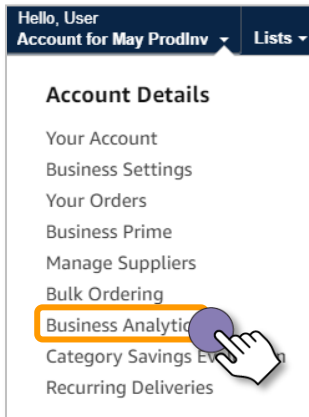 Hello, User
Account for May ProdInv Lists
Account Details
Your Account
Business Settings
Your Orders
Business Prime
Manage Suppliers
Bulk Ordering
Business
Category Savings
Recurring Deliveries